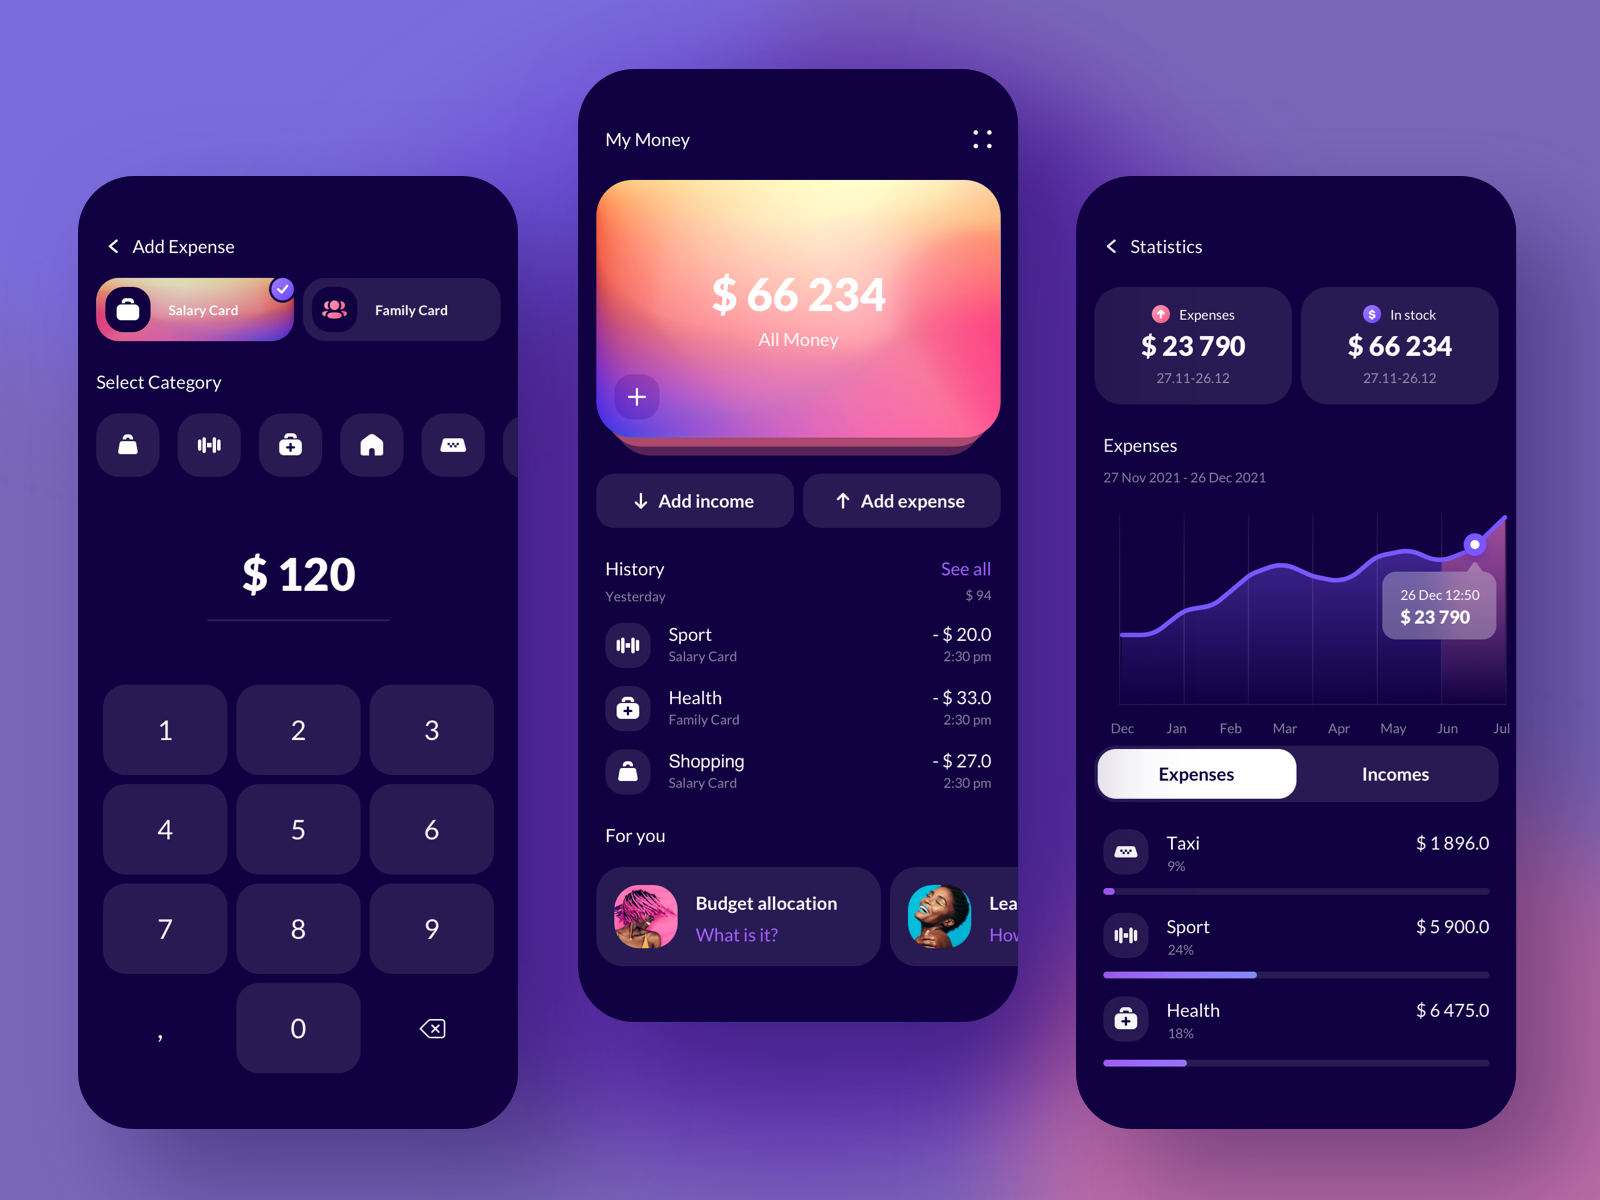 Add Expense
Salary Card
Family Card
Select Category
$ 120
1 2 3
4 5 6
7 8 9
, 0
My Money
$ 66 234
All Money
Add income
Add expense
History See all
Yesterday $ 94
Sport - $ 20.0
Salary Card 2:30 pm
Health - $ 33.0
Family Card 2:30 pm
Shopping - $ 27.0
Salary Card 2:30 pm
For you
Budget allocation
What is it?
Lea
How
Statistics
Expenses
$ 23 790
27.11-26.12
$ In stock
$ 66 234
27.11-26.12
Expenses
27 Nov 2021 - 26 Dec 2021
26 Dec 12:50
$ 23 790
Dec Jan Feb Mar Apr May Jun Jul
Expenses Incomes
Taxi $ 1 896.0
9%
Sport $ 5 900.0
24%
Health $ 6 475.0
18%